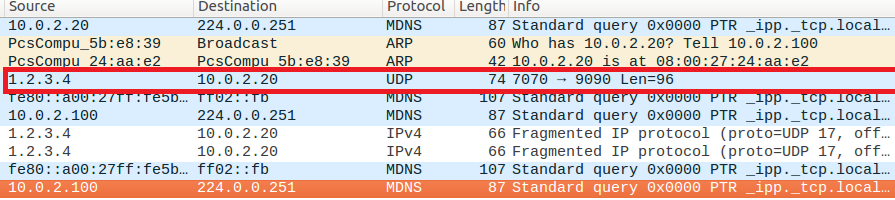 Source Destination Protocol Length Info
10.0.2.20 224.0.0.251 MDNS 87 Standard query 0x0000 PTR _ipp._tcp.local…
PcsCompu_5b:e8:39 Broadcast ARP 60 Who has 10.0.2.20? Tell 10.0.2.100
PcsCompu_24:aa:e2 PcsCompu_5b:e8:39 ARP 42 10.0.2.20 is at 08:00:27:24:aa:e2
1.2.3.4 10.0.2.20 UDP 74 7070 → 9090 Len=96
fe80::a00:27ff:fe5b… ff02::fb MDNS 107 Standard query 0x0000 PTR _ipp._tcp.local…
10.0.2.100 224.0.0.251 MDNS 87 Standard query 0x0000 PTR _ipp._tcp.local…
1.2.3.4 10.0.2.20 IPv4 66 Fragmented IP protocol (proto=UDP 17, off…
1.2.3.4 10.0.2.20 IPv4 66 Fragmented IP protocol (proto=UDP 17, off…
fe80::a00:27ff:fe5b… ff02::fb MDNS 107 Standard query 0x0000 PTR _ipp._tcp.local…
10.0.2.100 224.0.0.251 MDNS 87 Standard query 0x0000 PTR _ipp._tcp.local…